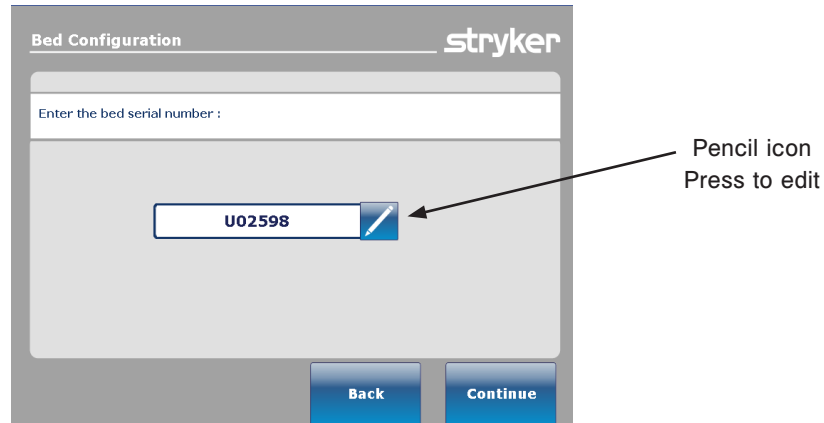 Bed Configuration
stryker
Enter the bed serial number :
U02598
Pencil icon
Press to edit
Back
Continue